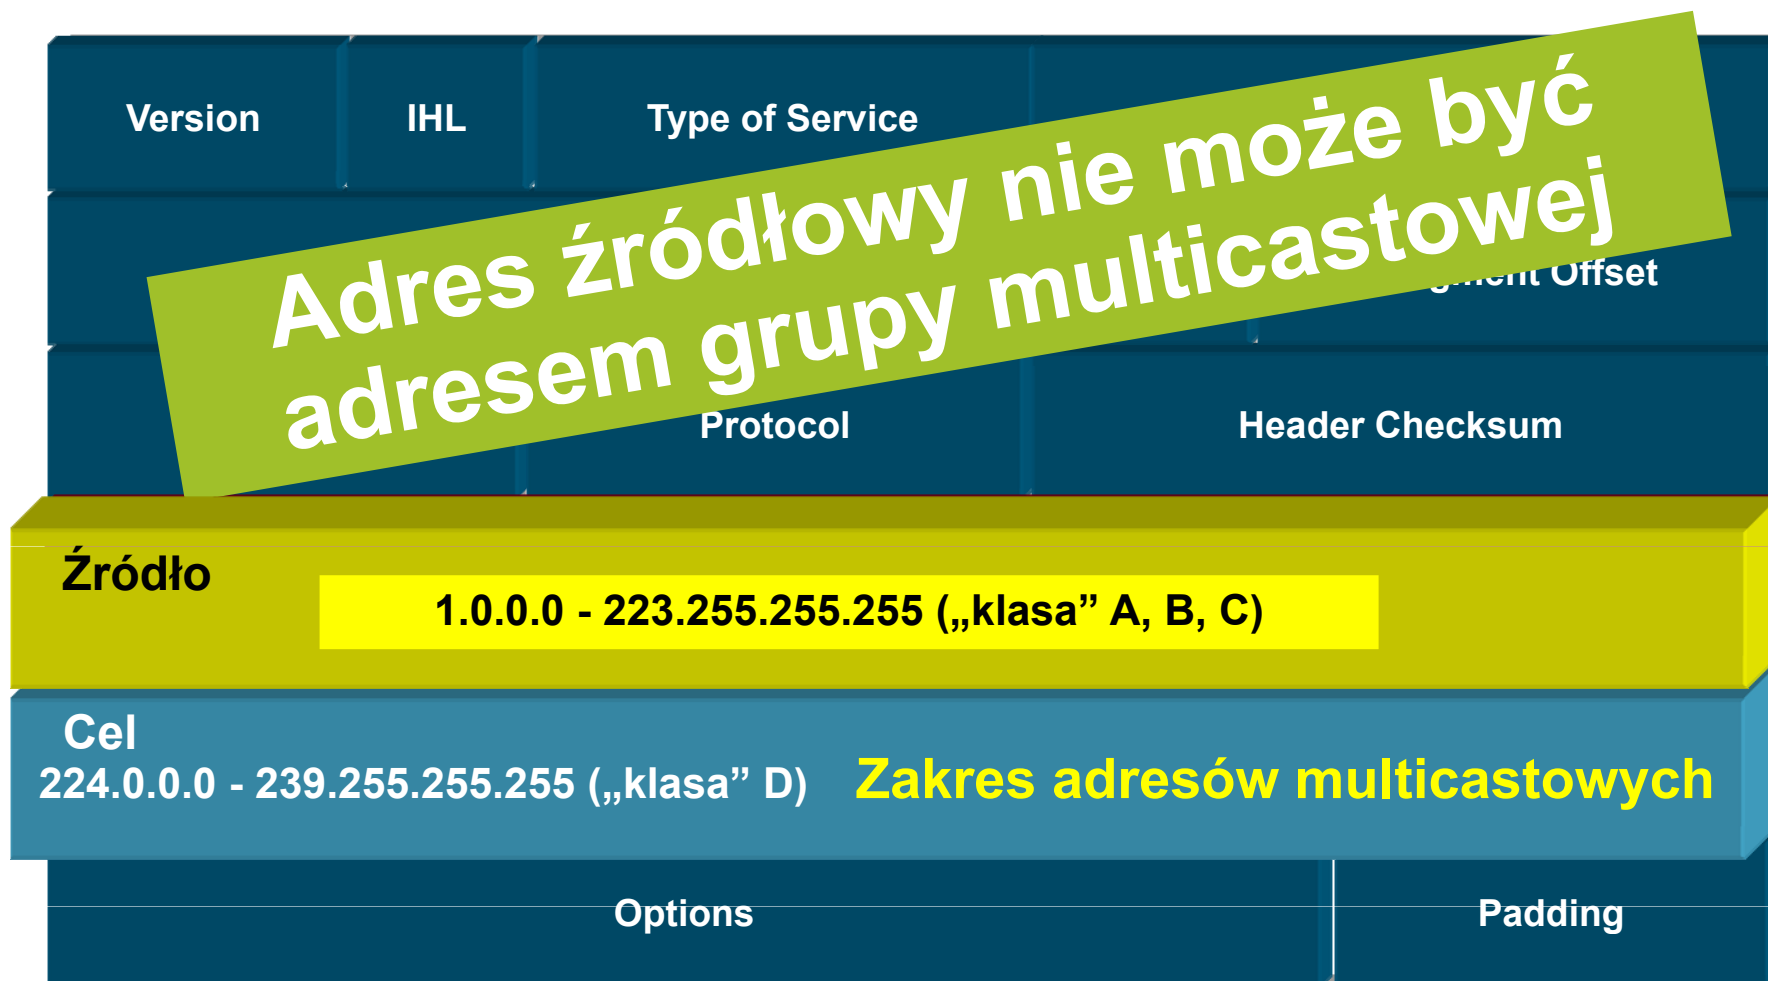 Version IHL Type of Service
Adres źródłowy nie może być
adresem grupy multicastowej
Offset
Protocol Header Checksum
Źródło
1.0.0.0 - 223.255.255.255 („klasa” A, B, C)
Cel
224.0.0.0 - 239.255.255.255 („klasa” D) Zakres adresów multicastowych
Options Padding